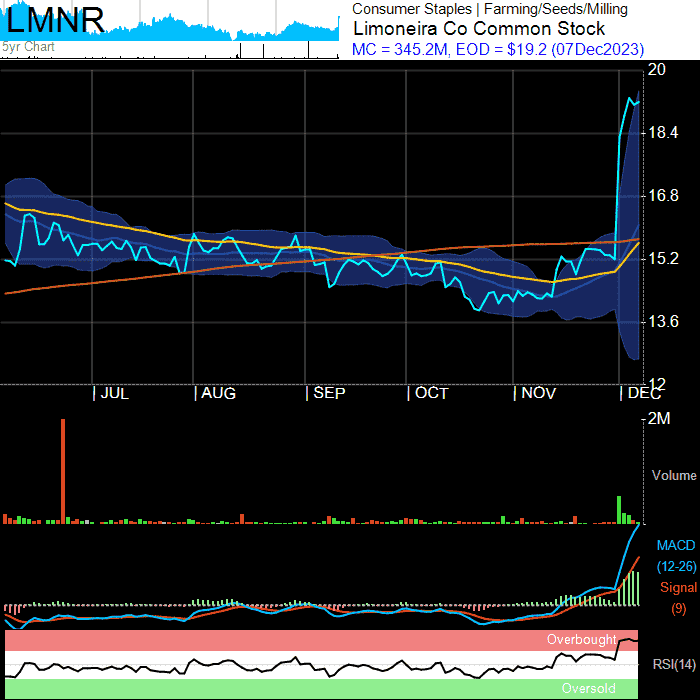 LMNR
5yr Chart
Consumer Staples | Farming/Seeds/Milling
Limoneira Co Common Stock
MC = 345.2M, EOD = $19.2 (07Dec2023)
20
18.4
16.8
15.2
13.6
12
| JUL | AUG | SEP | OCT | NOV | DEC
2M
Volume
MACD
(12-26)
Signal
(9)
Overbought
RSI(14)
Oversold